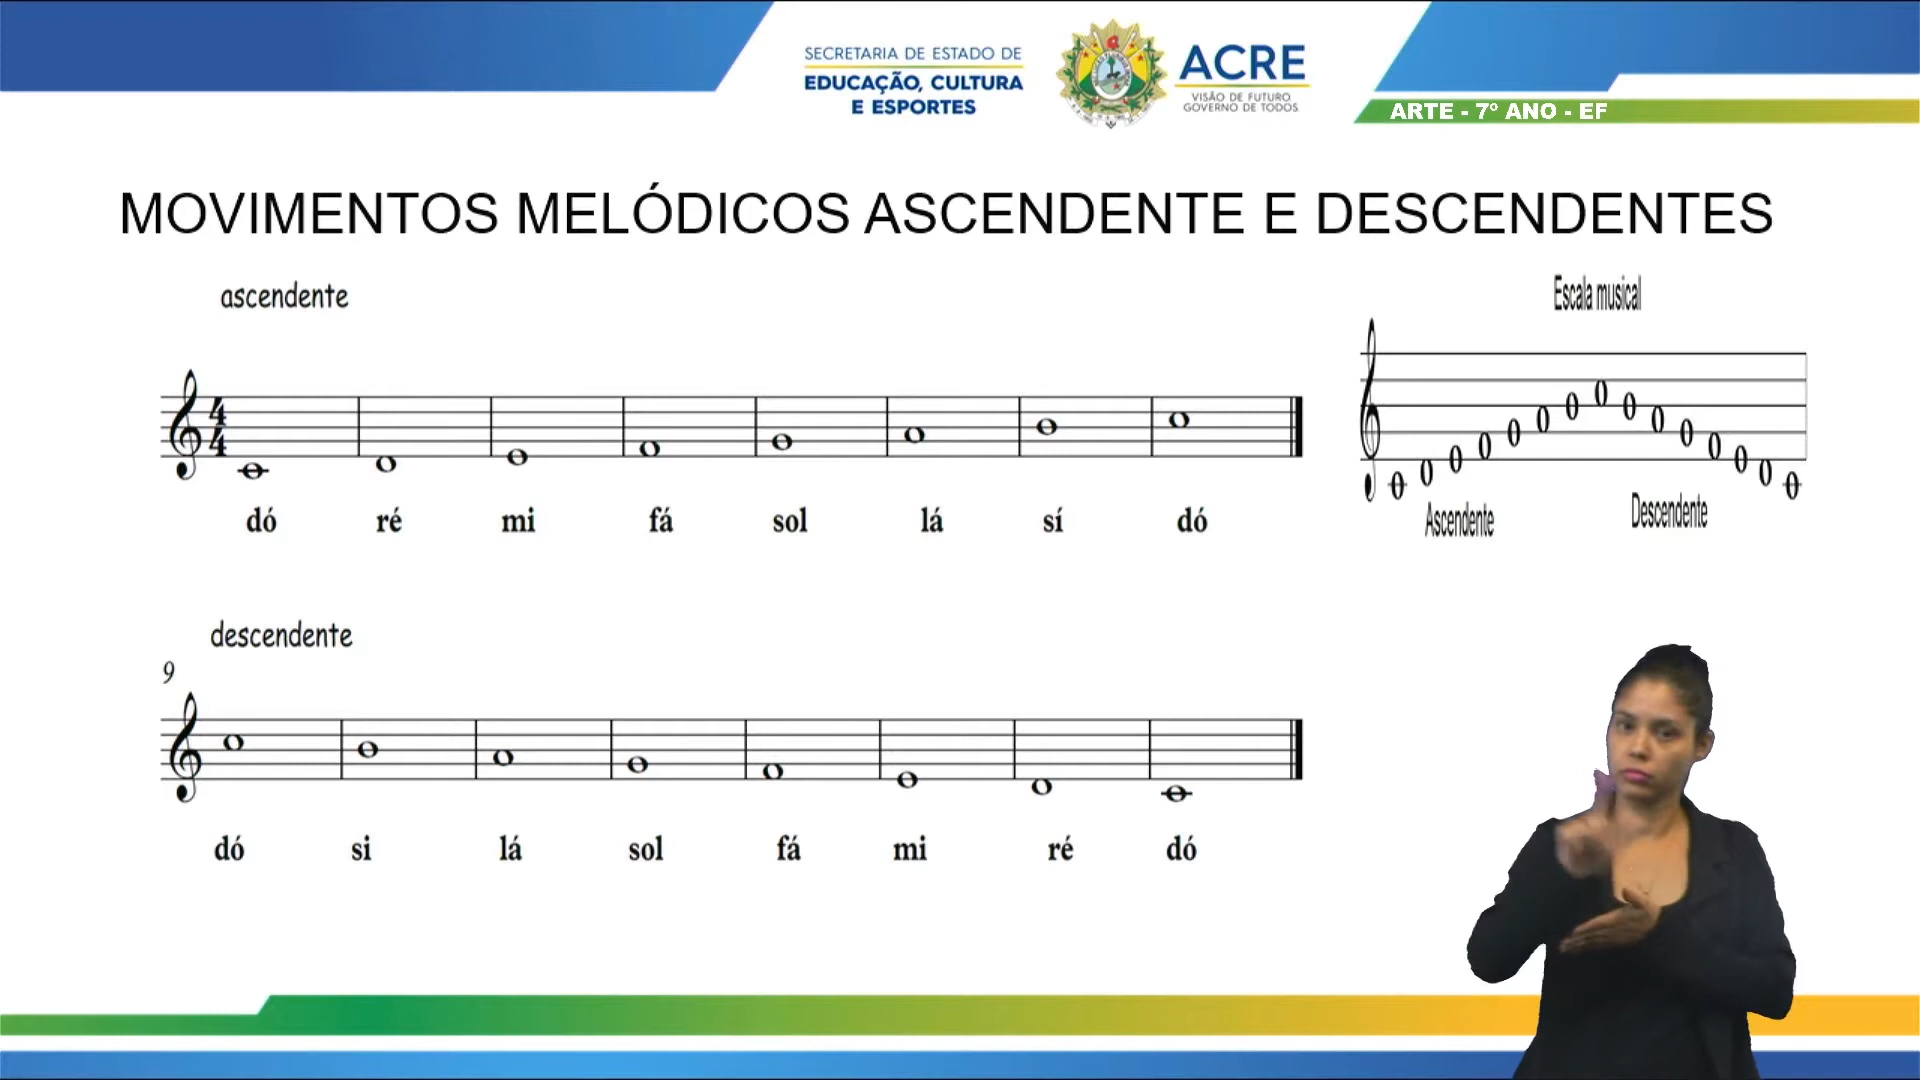 SECRETARIA DE ESTADO DE
EDUCAÇÃO, CULTURA
E ESPORTES
ACRE
VISÃO DE FUTURO.
GOVERNO DE TODOS.
ARTE - 7º ANO - EF
MOVIMENTOS MELÓDICOS ASCENDENTE E DESCENDENTES
ascendente
4
4
dó ré mi fá sol lá sí dó
Escala musical
Ascendente
Descendente
descendente
9
dó si lá sol fá mi ré dó